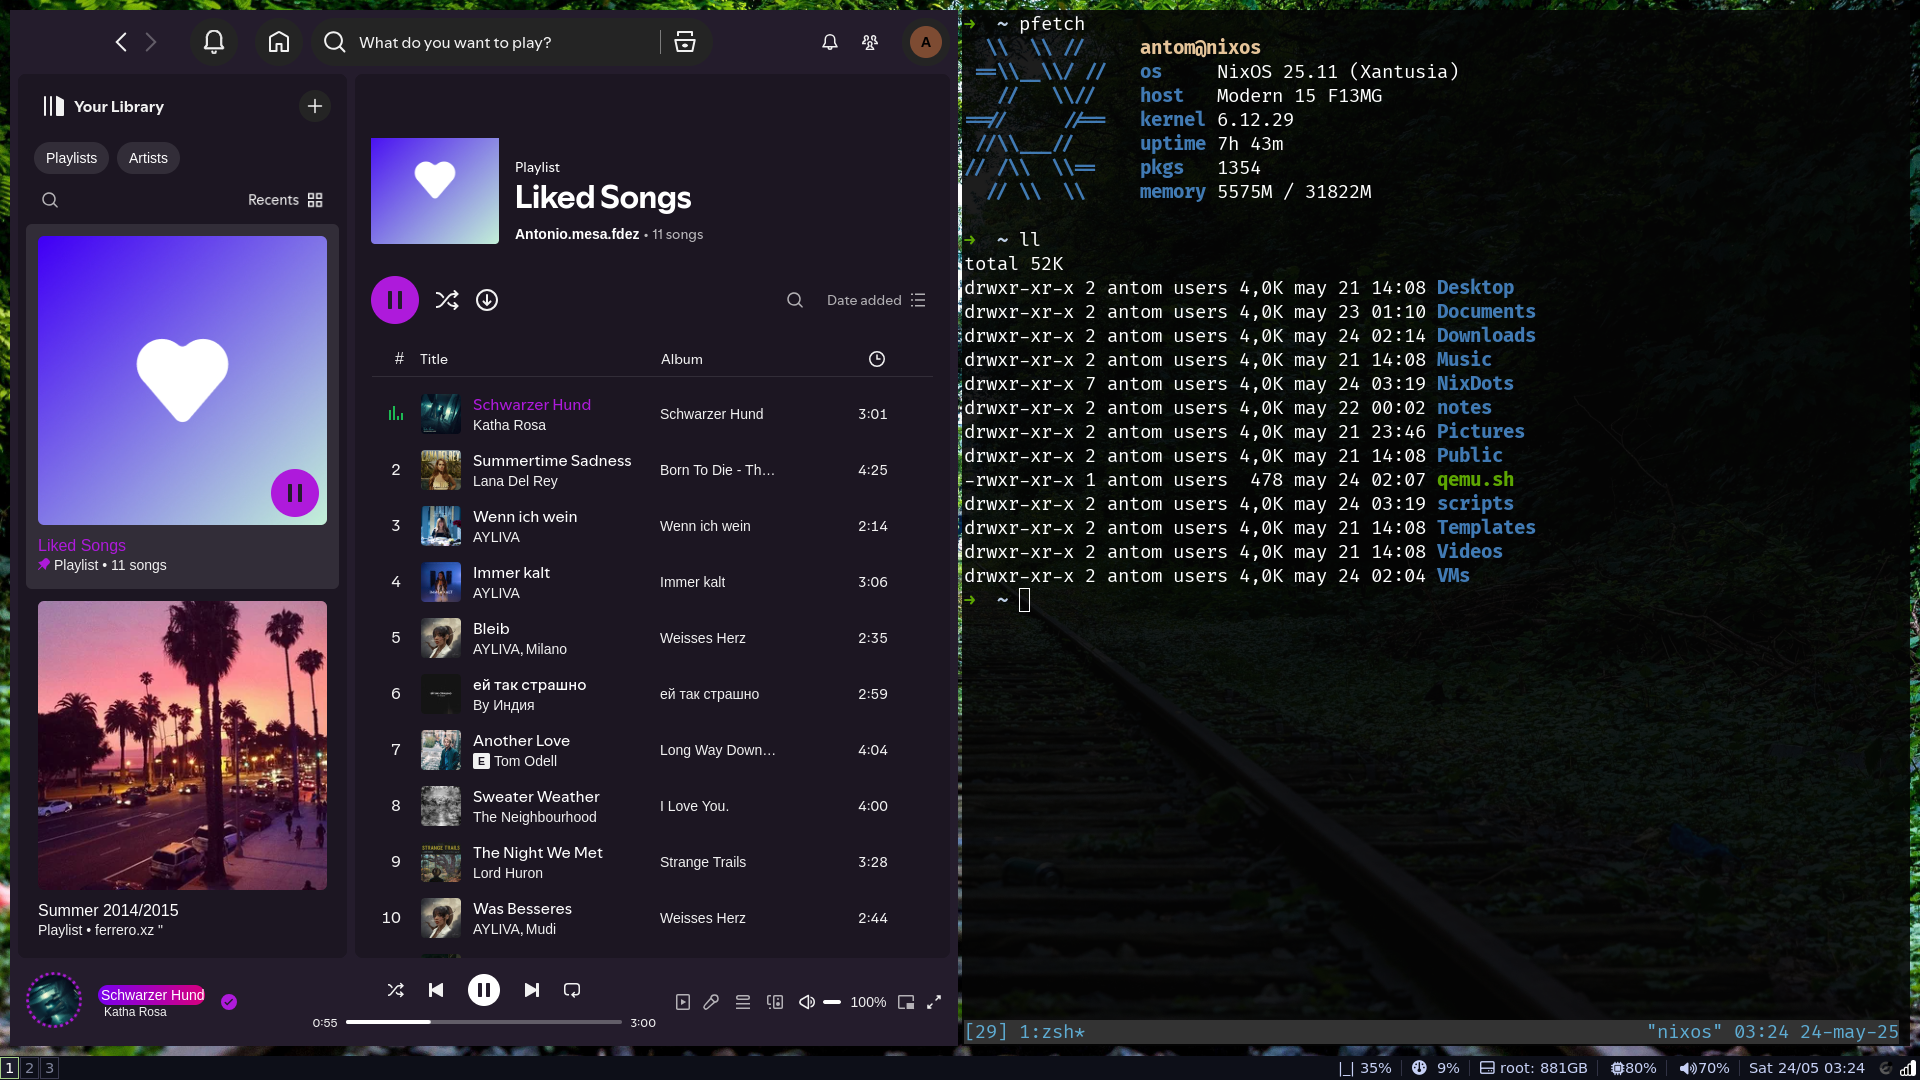 What do you want to play?
A
Your Library
Playlists
Artists
Recents
Liked Songs
Playlist • 11 songs
Summer 2014/2015
Playlist • ferrero.xz "
Playlist
Liked Songs
Antonio.mesa.fdez • 11 songs
Date added
# Title Album
Schwarzer Hund
Katha Rosa
Schwarzer Hund 3:01
2 Summertime Sadness
Lana Del Rey
Born To Die - Th... 4:25
3 Wenn ich wein
AYLIVA
Wenn ich wein 2:14
4 Immer kalt
AYLIVA
Immer kalt 3:06
5 Bleib
AYLIVA, Milano
Weisses Herz 2:35
6 ей так страшно
By Индия
ей так страшно 2:59
7 Another Love
E Tom Odell
Long Way Down... 4:04
8 Sweater Weather
The Neighbourhood
I Love You. 4:00
9 The Night We Met
Lord Huron
Strange Trails 3:28
10 Was Besseres
AYLIVA, Mudi
Weisses Herz 2:44
Schwarzer Hund
Katha Rosa
0:55 3:00
100%
➜ ~ pfetch
antom@nixos
os NixOS 25.11 (Xantusia)
host Modern 15 F13MG
kernel 6.12.29
uptime 7h 43m
pkgs 1354
memory 5575M / 31822M
➜ ~ ll
total 52K
drwxr-xr-x 2 antom users 4,0K may 21 14:08 Desktop
drwxr-xr-x 2 antom users 4,0K may 23 01:10 Documents
drwxr-xr-x 2 antom users 4,0K may 24 02:14 Downloads
drwxr-xr-x 2 antom users 4,0K may 21 14:08 Music
drwxr-xr-x 7 antom users 4,0K may 24 03:19 NixDots
drwxr-xr-x 2 antom users 4,0K may 22 00:02 notes
drwxr-xr-x 2 antom users 4,0K may 21 23:46 Pictures
drwxr-xr-x 2 antom users 4,0K may 21 14:08 Public
-rwxr-xr-x 1 antom users 478 may 24 02:07 qemu.sh
drwxr-xr-x 2 antom users 4,0K may 24 03:19 scripts
drwxr-xr-x 2 antom users 4,0K may 21 14:08 Templates
drwxr-xr-x 2 antom users 4,0K may 21 14:08 Videos
drwxr-xr-x 2 antom users 4,0K may 24 02:04 VMs
➜ ~
[29] 1:zsh* "nixos" 03:24 24-may-25
1 2 3
|_| 35% 9% root: 881GB 80% 70% Sat 24/05 03:24